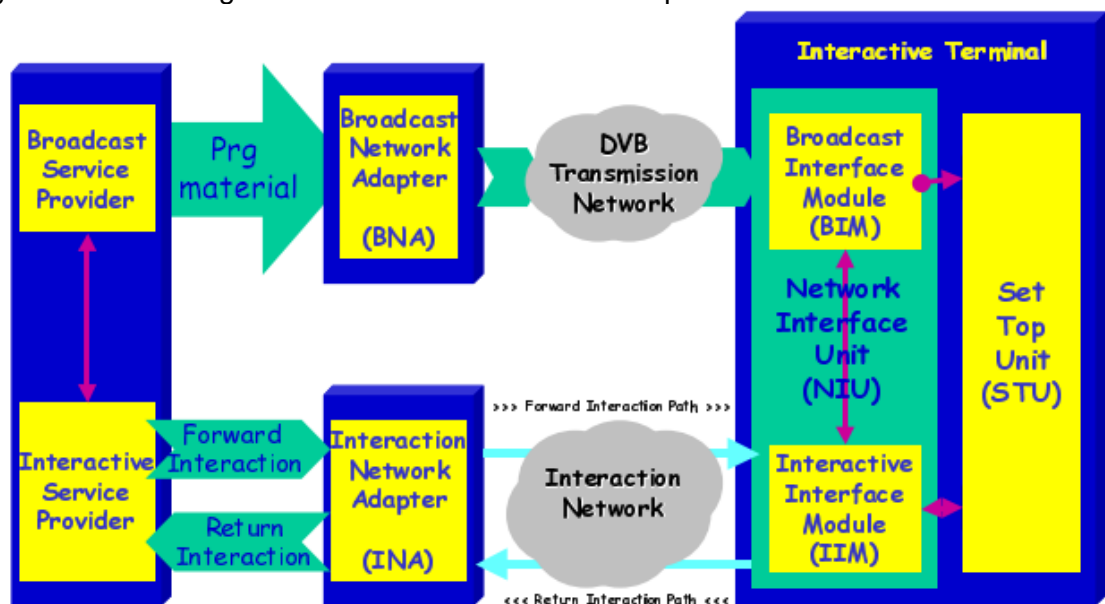 Interactive Terminal
Broadcast
Service
Provider
Prg
material
Broadcast
Network
Adapter
(BNA)
DVB
Transmission
Network
Broadcast
Interface
Module
(BIM)
Network
Interface
Unit
(NIU)
Set
Top
Unit
(STU)
Interactive
Service
Provider
Forward
Interaction
Return
Interaction
Interaction
Network
Adapter
(INA)
>>> Forward Interaction Path >>>
Interaction
Network
<<< Return Interaction Path <<<
Interactive
Interface
Module
(IIM)